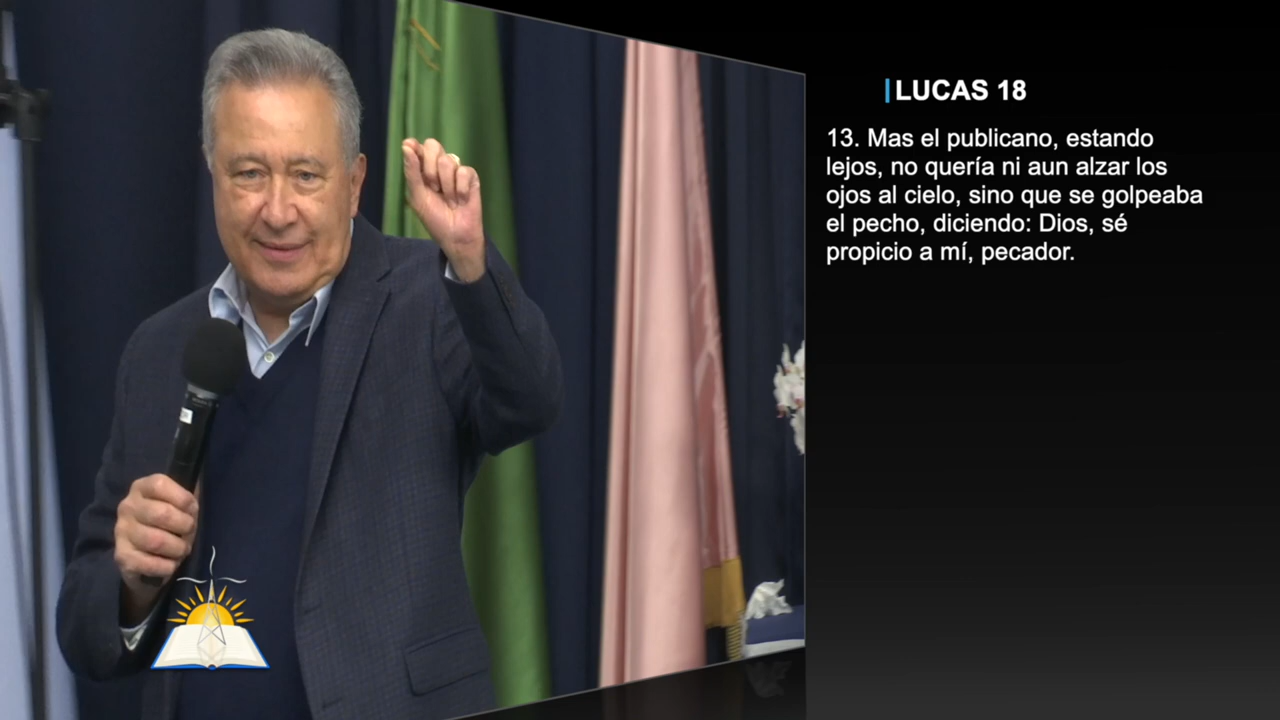 LUCAS 18
13. Mas el publicano, estando
lejos, no quería ni aun alzar los
ojos al cielo, sino que se golpeaba
el pecho, diciendo: Dios, sé
propicio a mí, pecador.